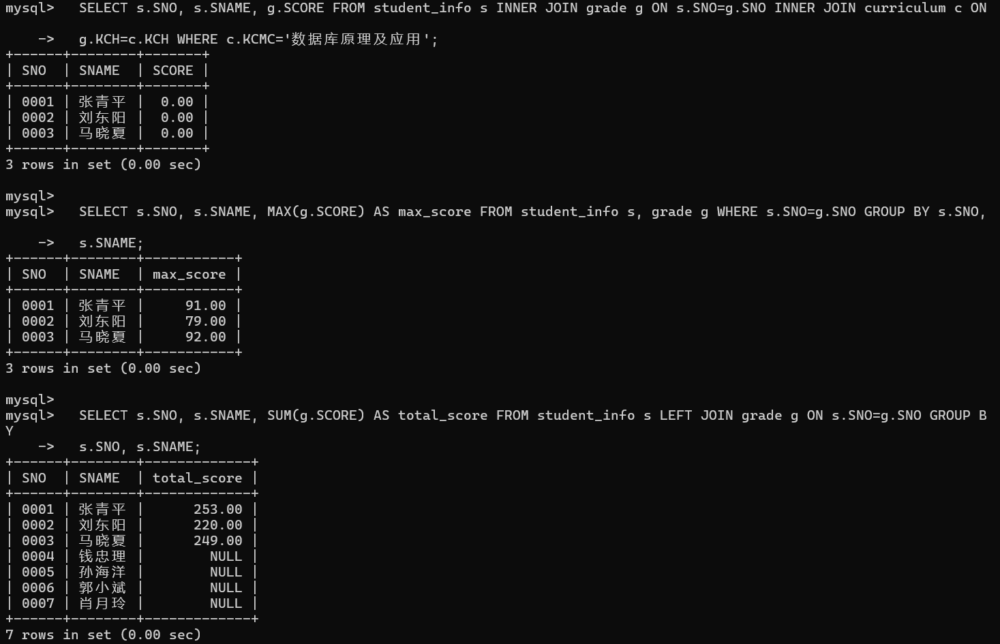 mysql>   SELECT s.SNO, s.SNAME, g.SCORE FROM student_info s INNER JOIN grade g ON s.SNO=g.SNO INNER JOIN curriculum c ON
    ->   g.KCH=c.KCH WHERE c.KCMC='数据库原理及应用';
+------+--------+-------+
| SNO  | SNAME  | SCORE |
+------+--------+-------+
| 0001 | 张青平 |  0.00 |
| 0002 | 刘东阳 |  0.00 |
| 0003 | 马晓夏 |  0.00 |
+------+--------+-------+
3 rows in set (0.00 sec)
mysql>
mysql>   SELECT s.SNO, s.SNAME, MAX(g.SCORE) AS max_score FROM student_info s, grade g WHERE s.SNO=g.SNO GROUP BY s.SNO,
    ->   s.SNAME;
+------+--------+-----------+
| SNO  | SNAME  | max_score |
+------+--------+-----------+
| 0001 | 张青平 |     91.00 |
| 0002 | 刘东阳 |     79.00 |
| 0003 | 马晓夏 |     92.00 |
+------+--------+-----------+
3 rows in set (0.00 sec)
mysql>
mysql>   SELECT s.SNO, s.SNAME, SUM(g.SCORE) AS total_score FROM student_info s LEFT JOIN grade g ON s.SNO=g.SNO GROUP B
Y
    ->   s.SNO, s.SNAME;
+------+--------+-------------+
| SNO  | SNAME  | total_score |
+------+--------+-------------+
| 0001 | 张青平 |      253.00 |
| 0002 | 刘东阳 |      220.00 |
| 0003 | 马晓夏 |      249.00 |
| 0004 | 钱忠理 |        NULL |
| 0005 | 孙海洋 |        NULL |
| 0006 | 郭小斌 |        NULL |
| 0007 | 肖月玲 |        NULL |
+------+--------+-------------+
7 rows in set (0.00 sec)